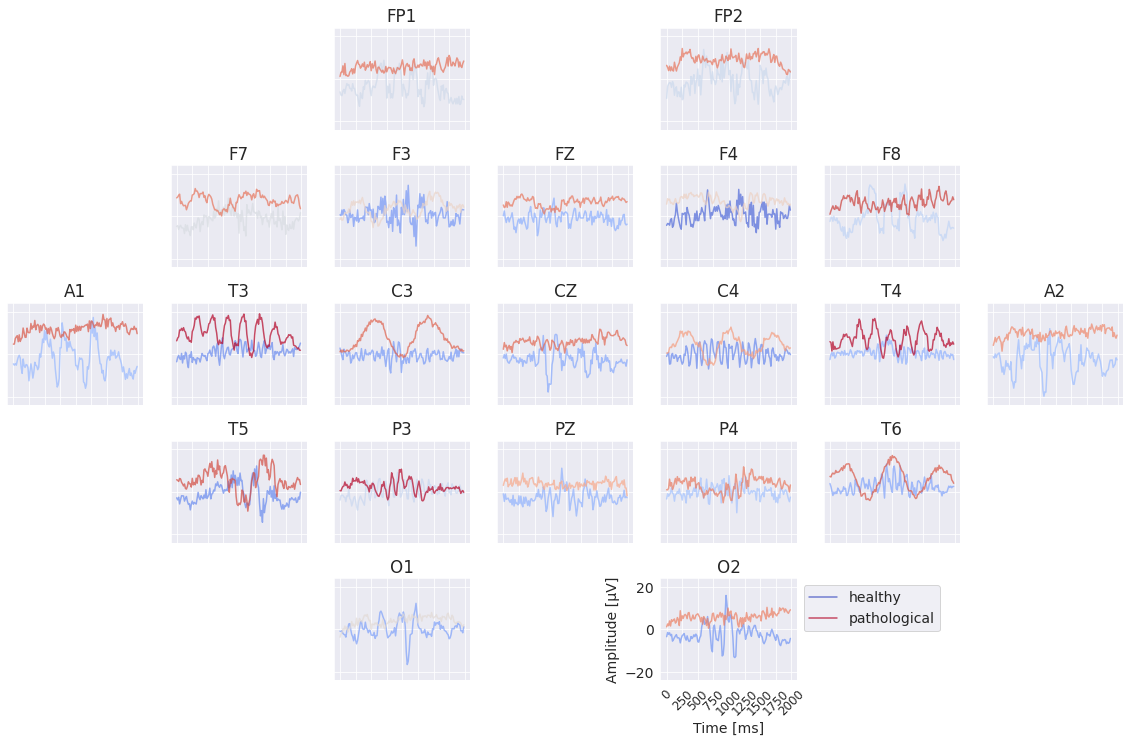 FP1 FP2
F7 F3 FZ F4 F8
A1 T3 C3 CZ C4 T4 A2
T5 P3 PZ P4 T6
O1 O2
20
0
−20
Amplitude [μV]
healthy
pathological
0 250 500 750 1000 1250 1500 1750 2000
Time [ms]